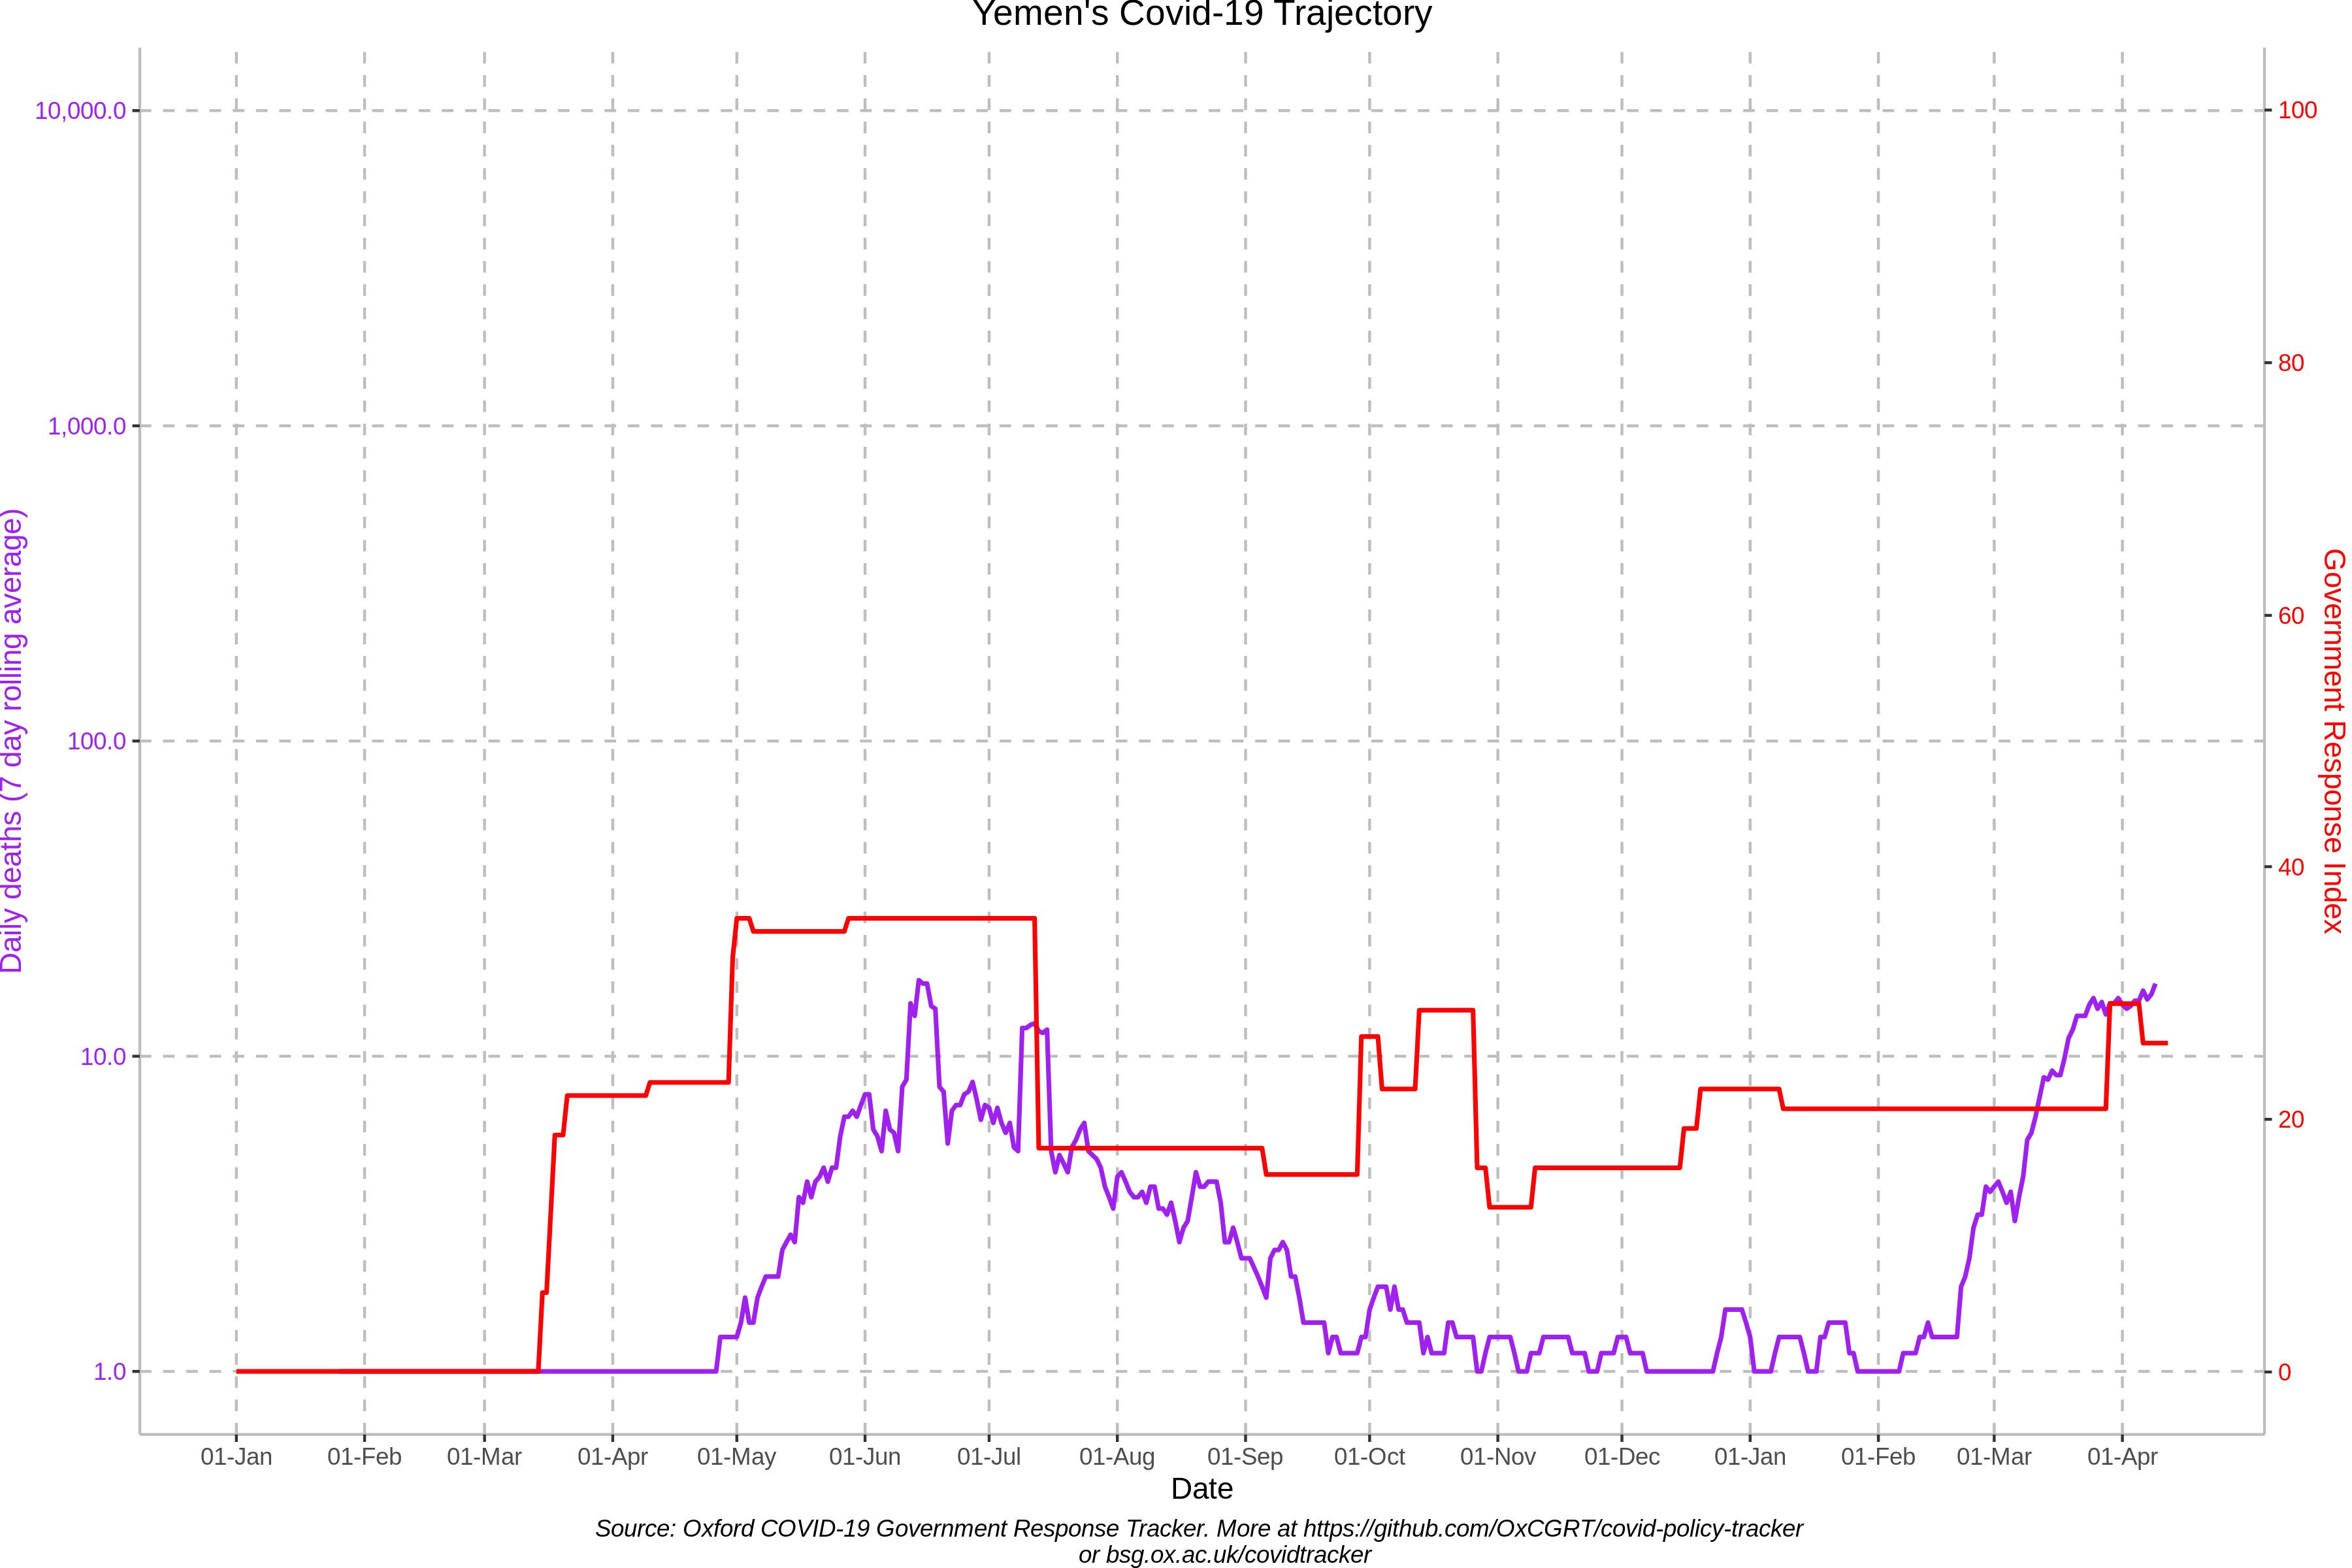 Yemen's Covid-19 Trajectory
10,000.0
1,000.0
100.0
10.0
1.0
Daily deaths (7 day rolling average)
100
80
60
40
20
0
Government Response Index
01-Jan 01-Feb 01-Mar 01-Apr 01-May 01-Jun 01-Jul 01-Aug 01-Sep 01-Oct 01-Nov 01-Dec 01-Jan 01-Feb 01-Mar 01-Apr
Date
Source: Oxford COVID-19 Government Response Tracker. More at https://github.com/OxCGRT/covid-policy-tracker
or bsg.ox.ac.uk/covidtracker